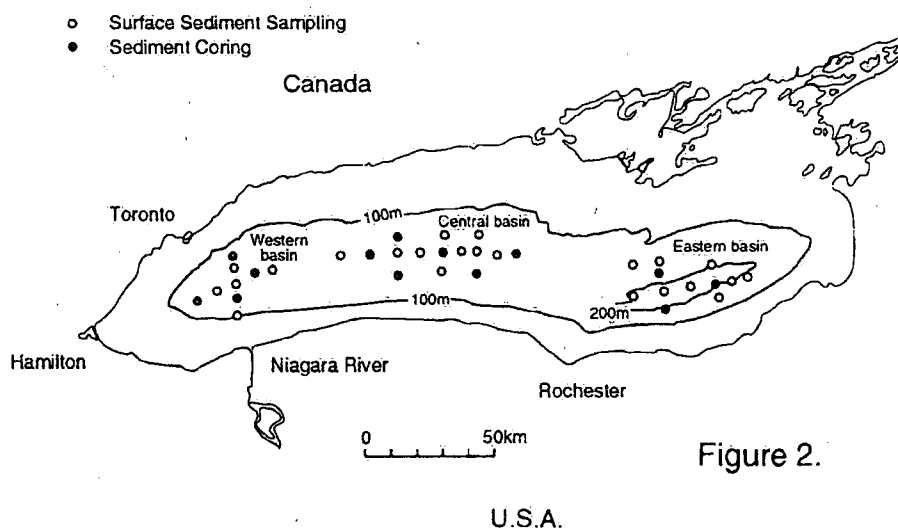 Surface Sediment Sampling
Sediment Coring
Canada
Toronto
100m
Central basin
Western basin
Eastern basin
100m
200m
Hamilton
Niagara River
Rochester
0 50km
Figure 2.
U.S.A.